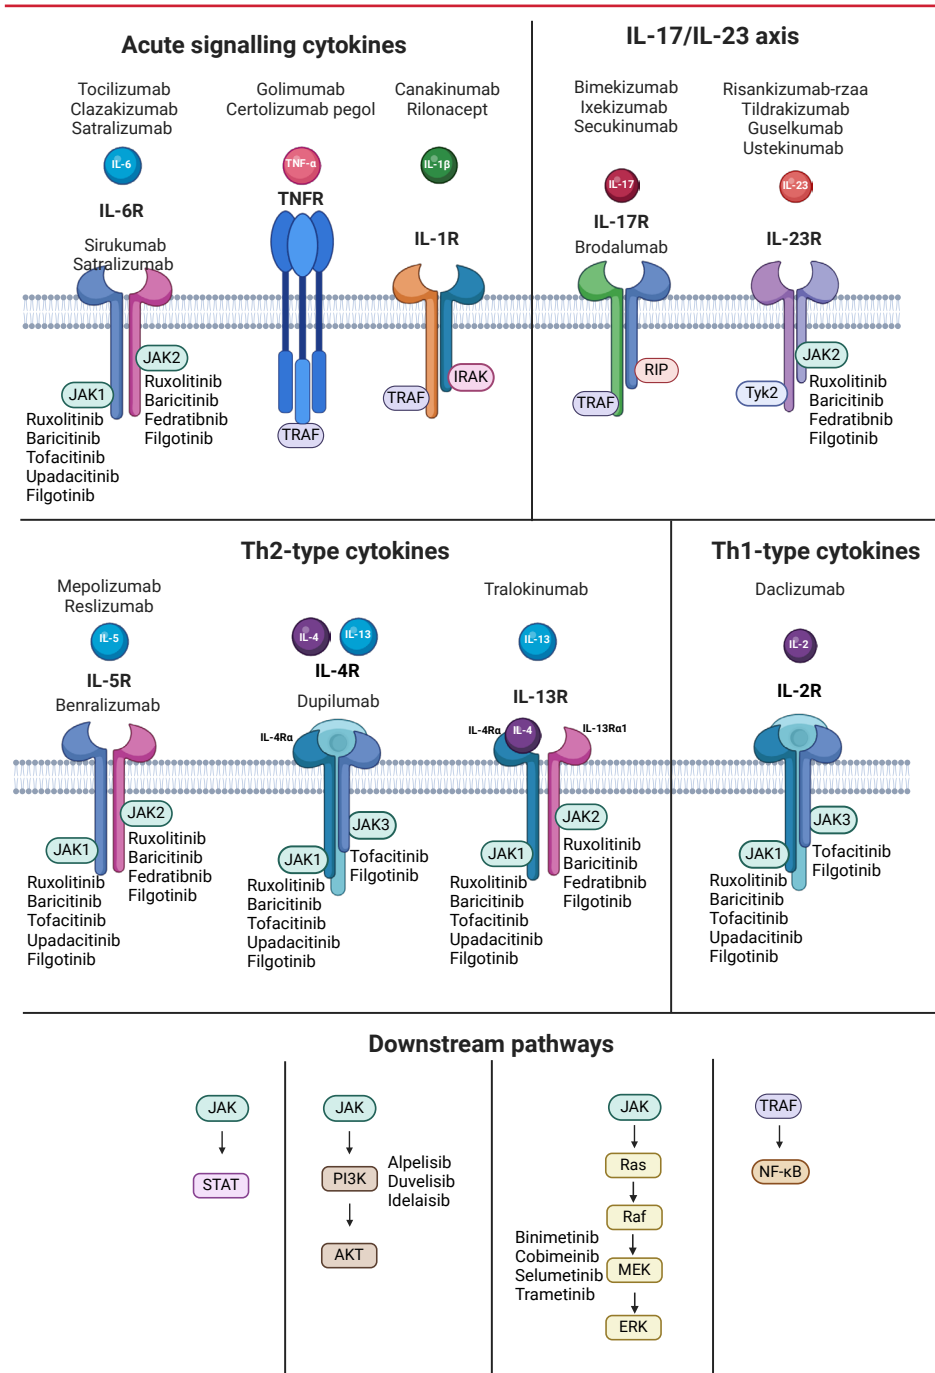 Acute signalling cytokines
Tocilizumab
Clazakizumab
Satralizumab
IL-6
IL-6R
Sirukumab
Satralizumab
JAK2
Ruxolitinib
Baricitinib
Fedratibnib
Filgotinib
JAK1
Ruxolitinib
Baricitinib
Tofacitinib
Upadacitinib
Filgotinib
Golimumab
Certolizumab pegol
TNF-α
TNFR
TRAF
Canakinumab
Rilonacept
IL-1β
IL-1R
IRAK
TRAF
IL-17/IL-23 axis
Bimekizumab
Ixekizumab
Secukinumab
IL-17
IL-17R
Brodalumab
RIP
TRAF
Risankizumab-rzaa
Tildrakizumab
Guselkumab
Ustekinumab
IL-23
IL-23R
JAK2
Tyk2
Ruxolitinib
Baricitinib
Fedratibnib
Filgotinib
Th2-type cytokines
Mepolizumab
Reslizumab
IL-5
IL-5R
Benralizumab
JAK2
Ruxolitinib
Baricitinib
Fedratibnib
Filgotinib
JAK1
Ruxolitinib
Baricitinib
Tofacitinib
Upadacitinib
Filgotinib
IL-4
IL-13
IL-4R
Dupilumab
IL-4Rα
JAK3
Tofacitinib
Filgotinib
JAK1
Ruxolitinib
Baricitinib
Tofacitinib
Upadacitinib
Filgotinib
Tralokinumab
IL-13
IL-13R
IL-4Rα
IL-4
IL-13Rα1
JAK2
Ruxolitinib
Baricitinib
Fedratibnib
Filgotinib
JAK1
Ruxolitinib
Baricitinib
Tofacitinib
Upadacitinib
Filgotinib
Th1-type cytokines
Daclizumab
IL-2
IL-2R
JAK3
Tofacitinib
Filgotinib
JAK1
Ruxolitinib
Baricitinib
Tofacitinib
Upadacitinib
Filgotinib
Downstream pathways
JAK
STAT
JAK
PI3K
Alpelisib
Duvelisib
Idelaisib
AKT
JAK
Ras
Raf
Binimetinib
Cobimeinib
Selumetinib
Trametinib
MEK
ERK
TRAF
NF-κB